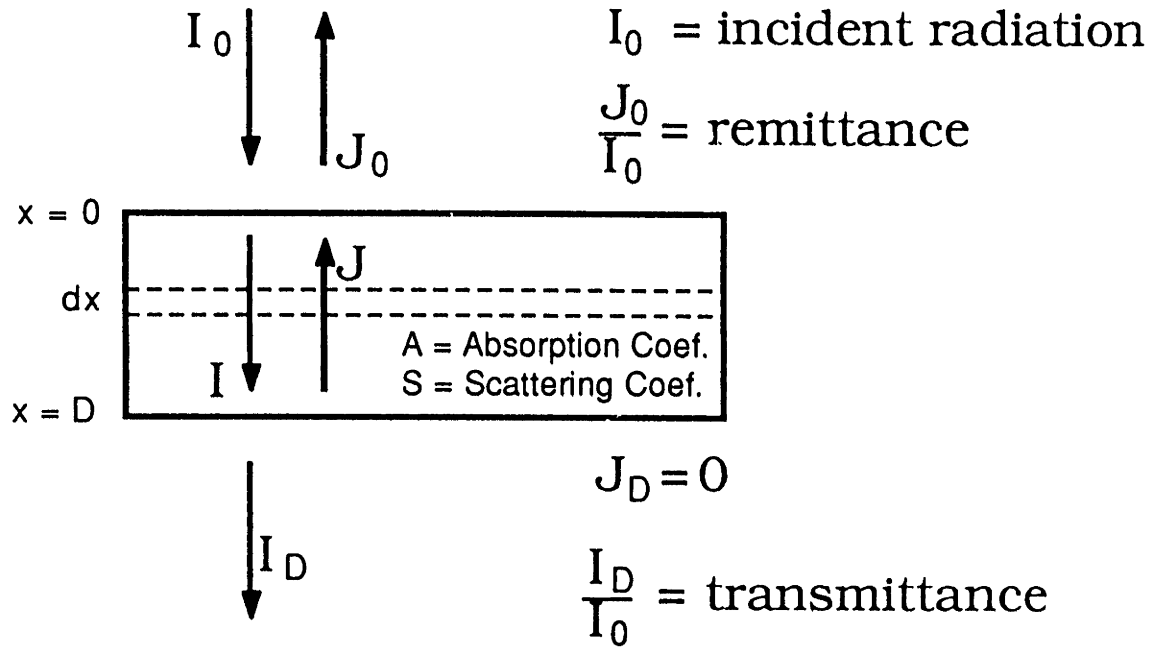 I0
J0
I0 = incident radiation
J0/I0 = remittance
x = 0
J
dx
A = Absorption Coef.
I
S = Scattering Coef.
x = D
JD = 0
ID
ID/I0 = transmittance